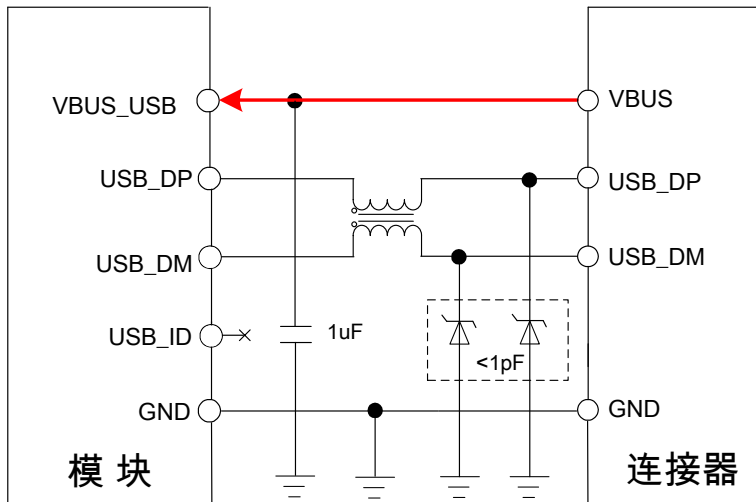 VBUS_USB
VBUS
USB_DP
USB_DP
USB_DM
USB_DM
USB_ID
1uF
<1pF
GND
GND
模 块
连接器